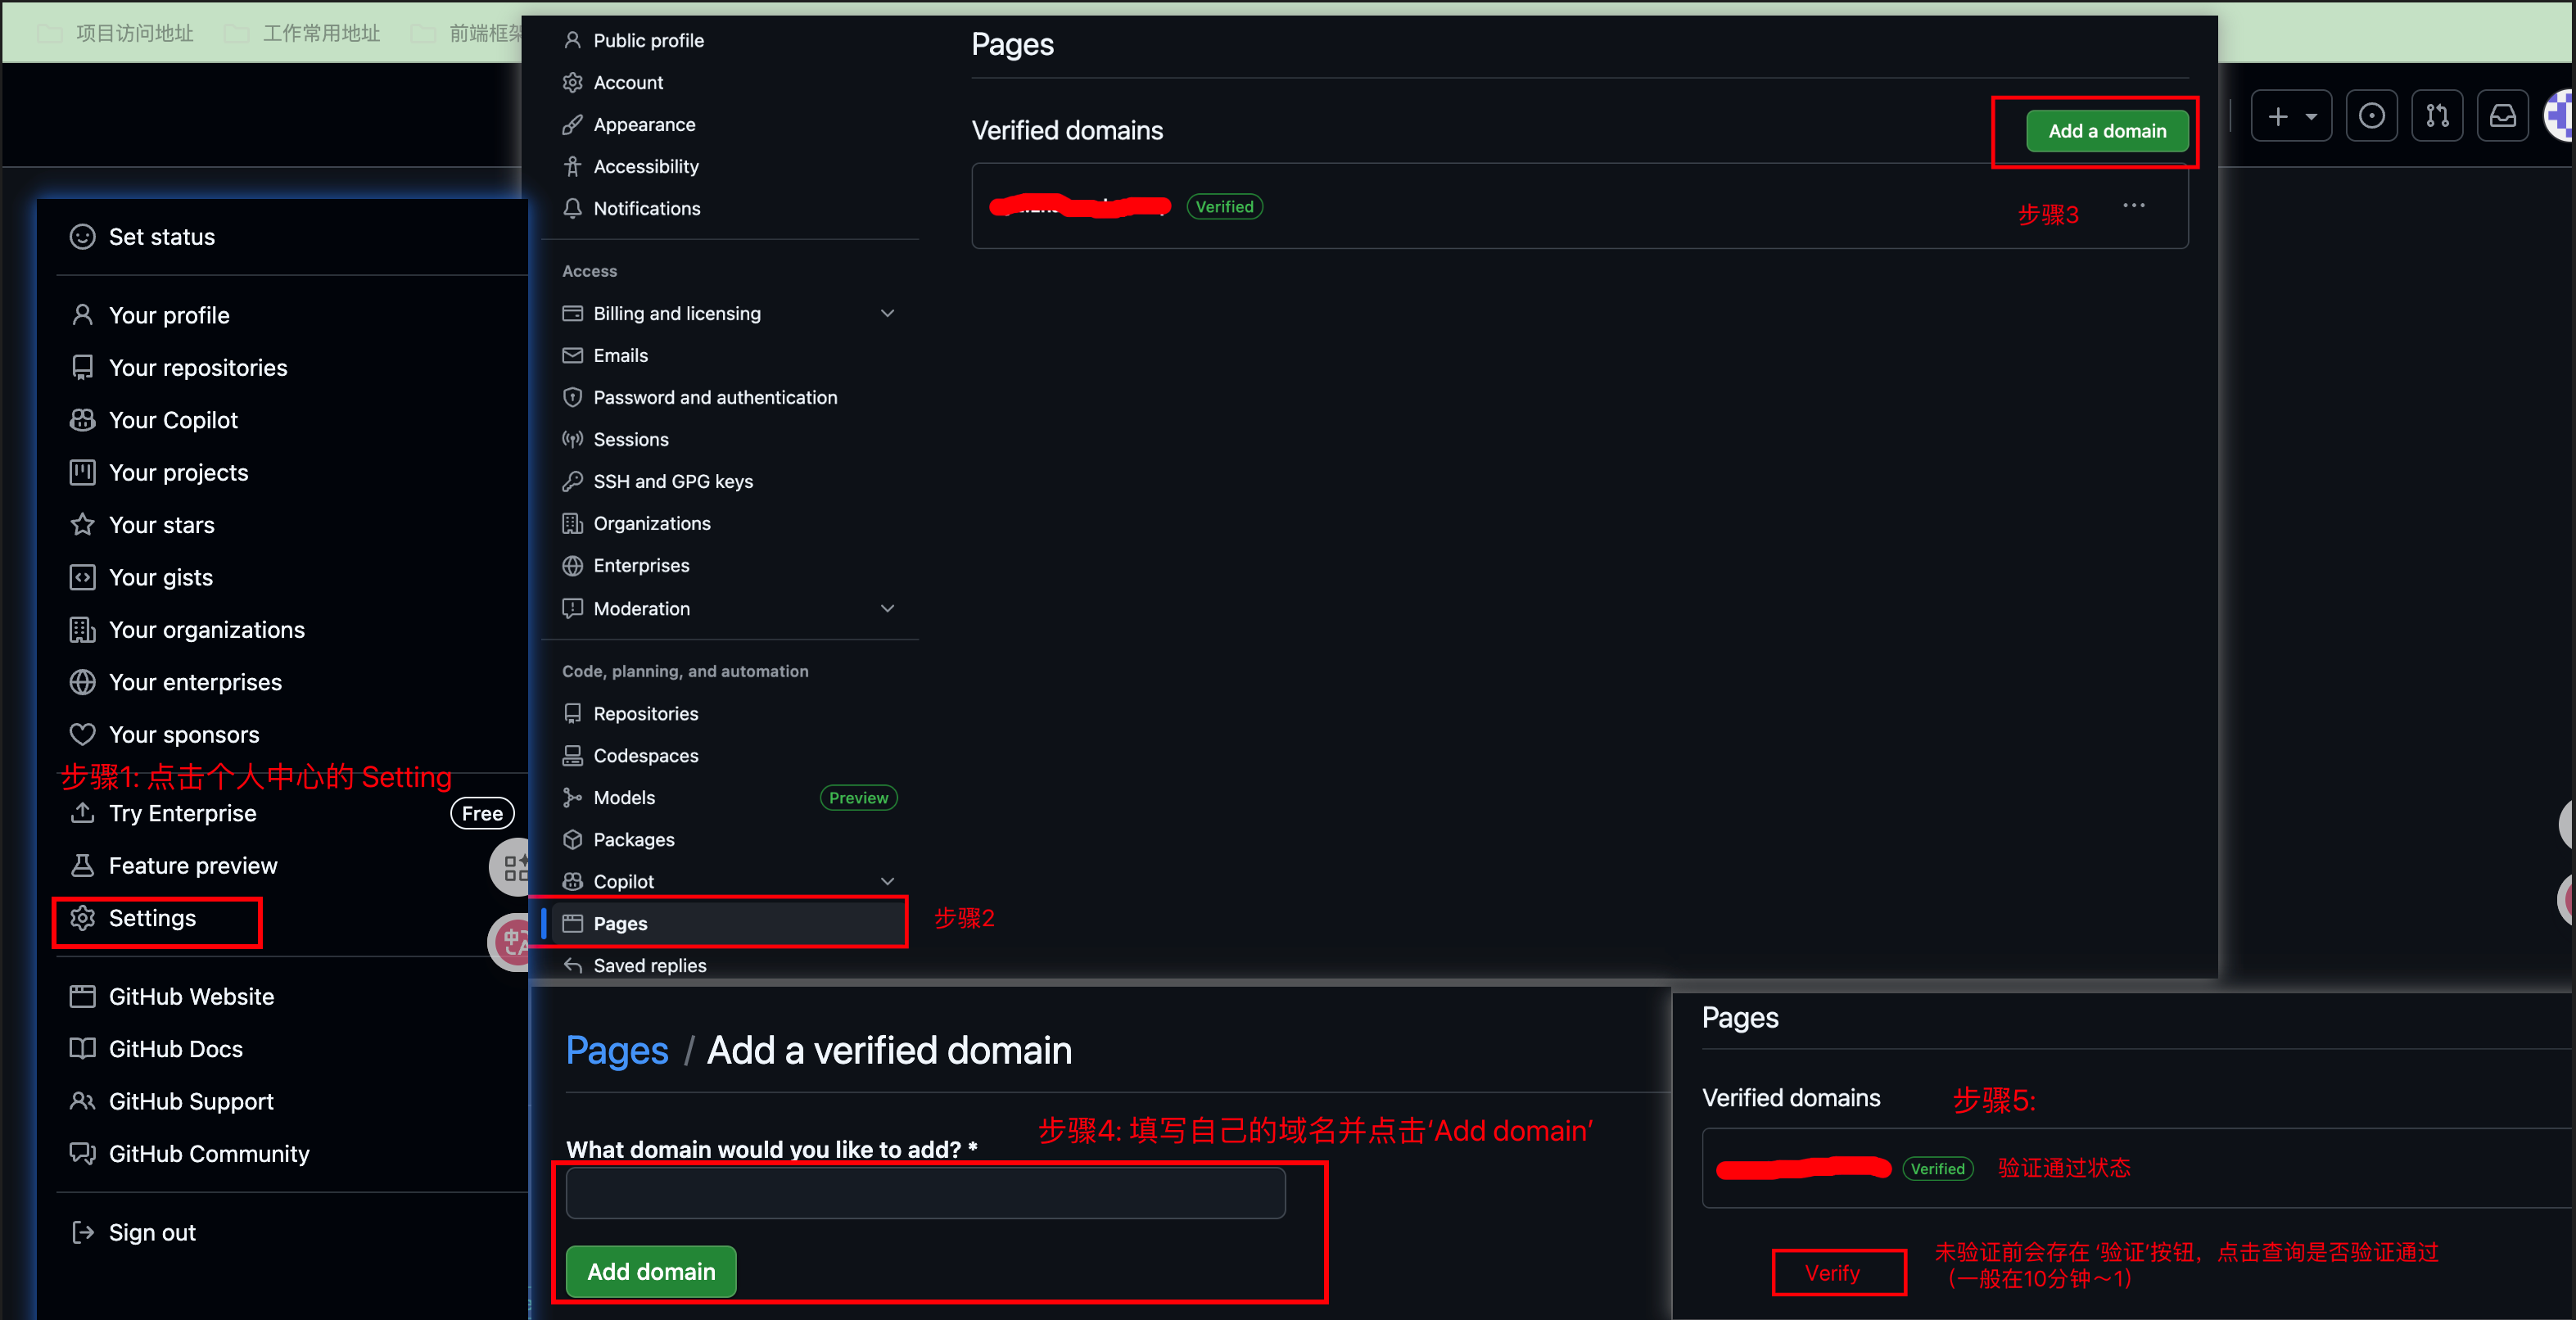 项目访问地址
工作常用地址
前端框架
Set status
Your profile
Your repositories
Your Copilot
Your projects
Your stars
Your gists
Your organizations
Your enterprises
Your sponsors
步骤1: 点击个人中心的 Setting
Try Enterprise
Free
Feature preview
Settings
GitHub Website
GitHub Docs
GitHub Support
GitHub Community
Sign out
Public profile
Account
Appearance
Accessibility
Notifications
Access
Billing and licensing
Emails
Password and authentication
Sessions
SSH and GPG keys
Organizations
Enterprises
Moderation
Code, planning, and automation
Repositories
Codespaces
Models
Preview
Packages
Copilot
Pages
步骤2
Saved replies
Pages
Verified domains
Add a domain
Verified
步骤3
Pages / Add a verified domain
步骤4: 填写自己的域名并点击‘Add domain’
What domain would you like to add? *
Add domain
Pages
Verified domains
步骤5:
Verified
验证通过状态
Verify
未验证前会存在 ‘验证’按钮，点击查询是否验证通过
（一般在10分钟～1）